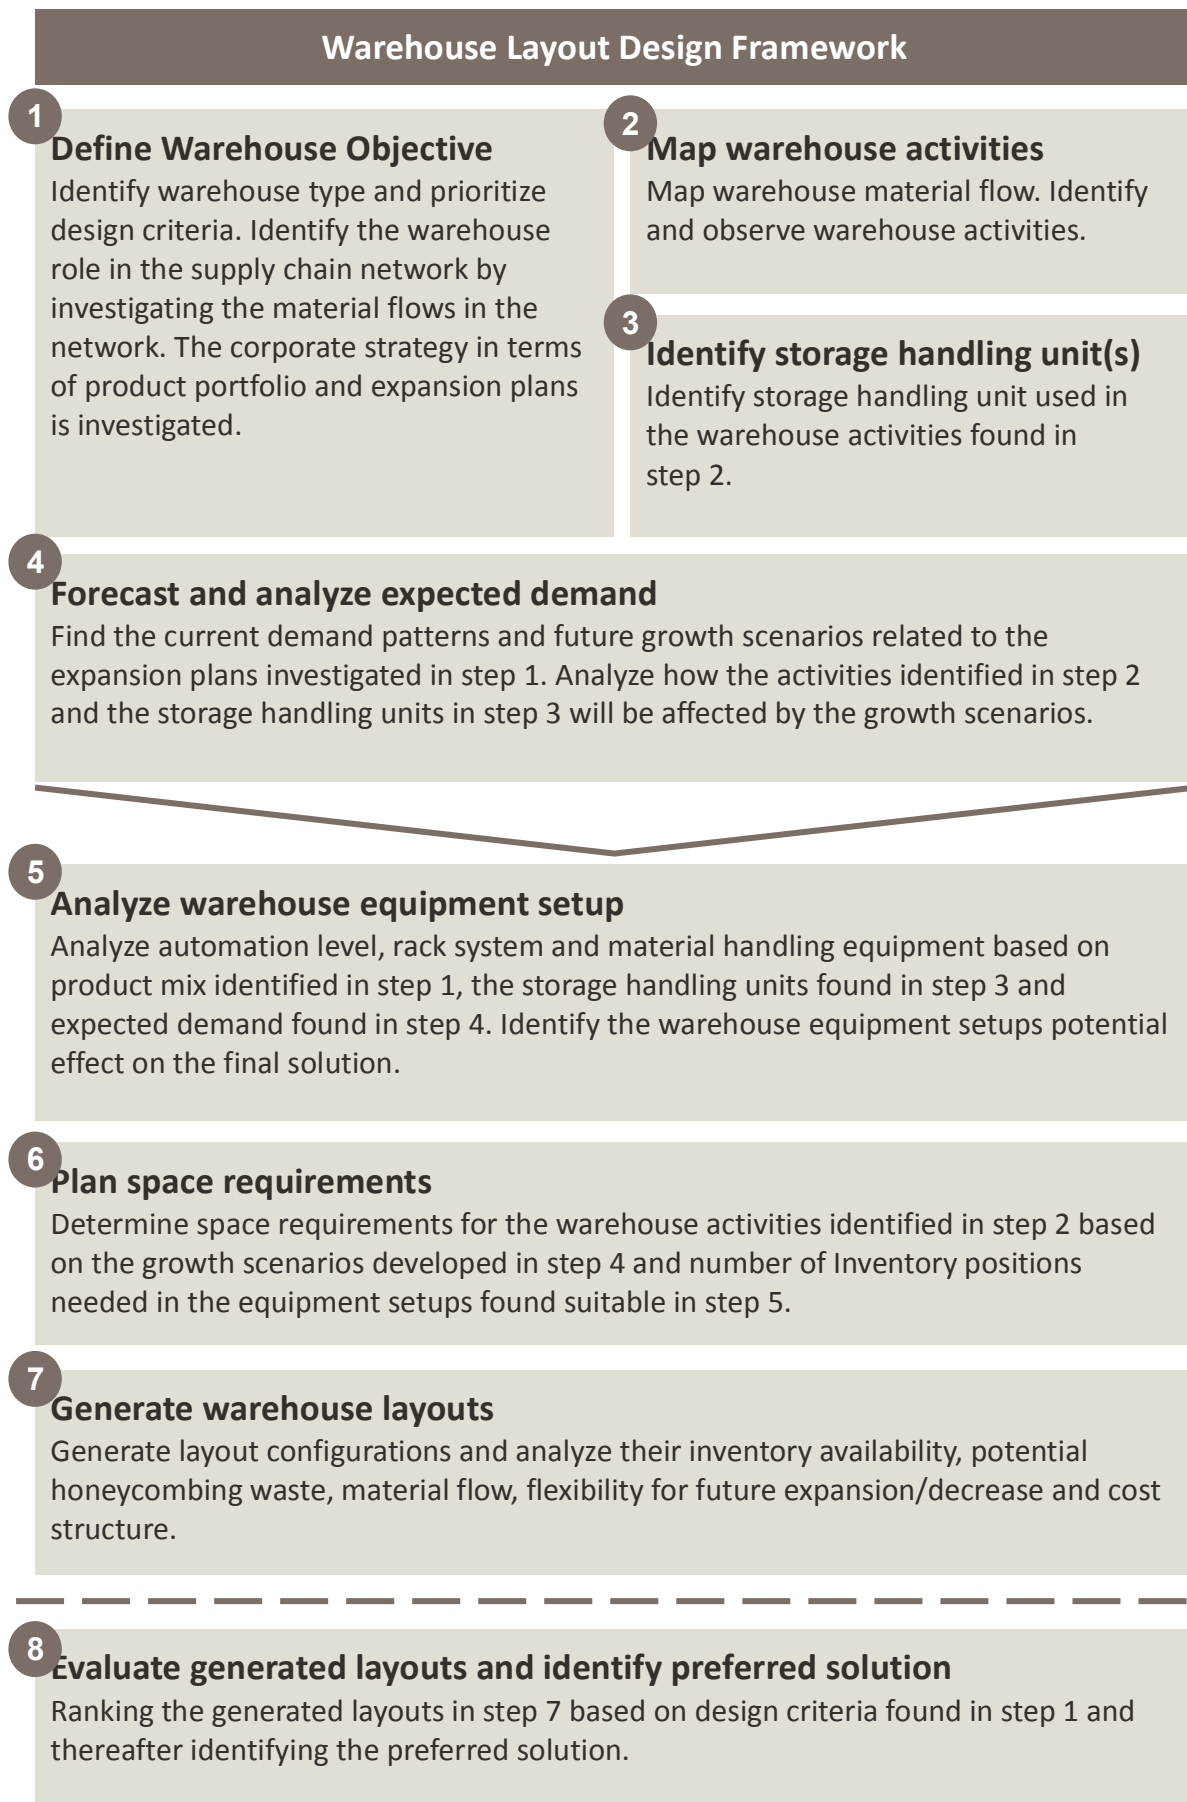 Warehouse Layout Design Framework
1
Define Warehouse Objective
Identify warehouse type and prioritize
design criteria. Identify the warehouse
role in the supply chain network by
investigating the material flows in the
network. The corporate strategy in terms
of product portfolio and expansion plans
is investigated.
2
Map warehouse activities
Map warehouse material flow. Identify
and observe warehouse activities.
3
Identify storage handling unit(s)
Identify storage handling unit used in
the warehouse activities found in
step 2.
4
Forecast and analyze expected demand
Find the current demand patterns and future growth scenarios related to the
expansion plans investigated in step 1. Analyze how the activities identified in step 2
and the storage handling units in step 3 will be affected by the growth scenarios.
5
Analyze warehouse equipment setup
Analyze automation level, rack system and material handling equipment based on
product mix identified in step 1, the storage handling units found in step 3 and
expected demand found in step 4. Identify the warehouse equipment setups potential
effect on the final solution.
6
Plan space requirements
Determine space requirements for the warehouse activities identified in step 2 based
on the growth scenarios developed in step 4 and number of Inventory positions
needed in the equipment setups found suitable in step 5.
7
Generate warehouse layouts
Generate layout configurations and analyze their inventory availability, potential
honeycombing waste, material flow, flexibility for future expansion/decrease and cost
structure.
8
Evaluate generated layouts and identify preferred solution
Ranking the generated layouts in step 7 based on design criteria found in step 1 and
thereafter identifying the preferred solution.